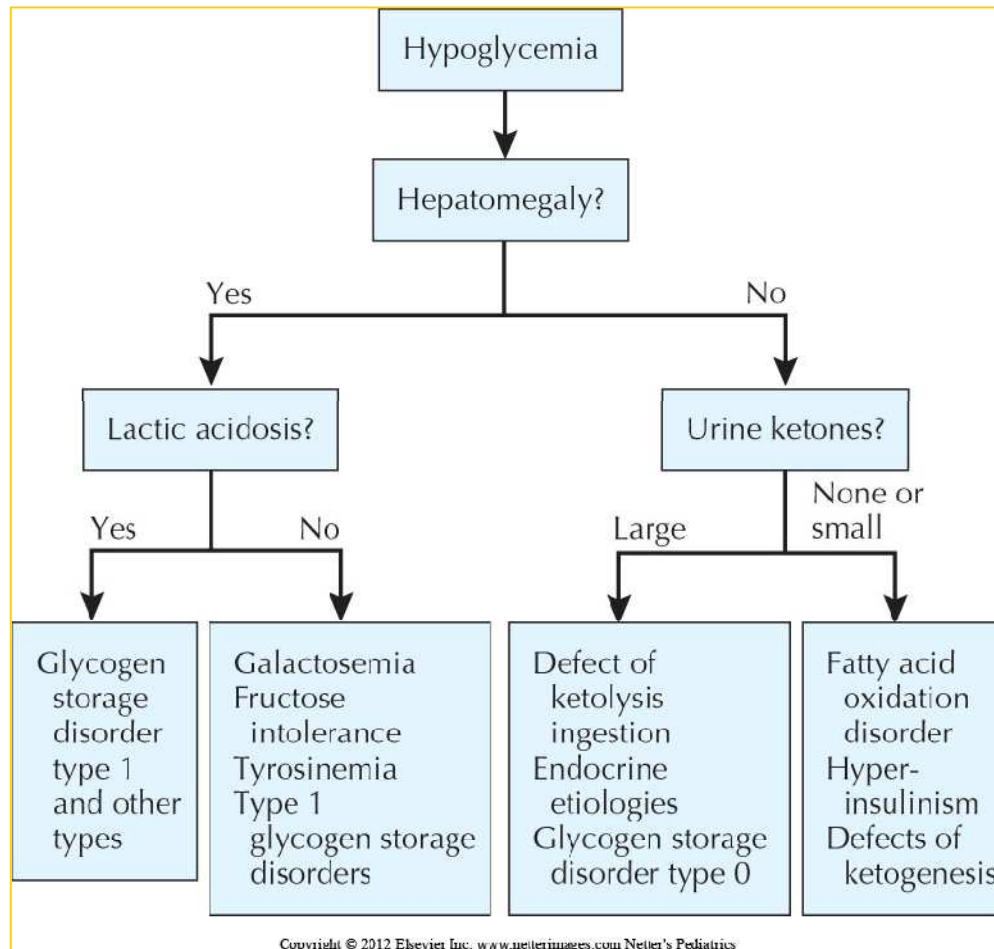 Hypoglycemia
Hepatomegaly?
Yes
No
Lactic acidosis?
Urine ketones?
Yes
No
Large
None or
small
Glycogen
storage
disorder
type 1
and other
types
Galactosemia
Fructose
intolerance
Tyrosinemia
Type 1
glycogen storage
disorders
Defect of
ketolysis
ingestion
Endocrine
etiologies
Glycogen storage
disorder type 0
Fatty acid
oxidation
disorder
Hyper-
insulinism
Defects of
ketogenesis
Copyright © 2012 Elsevier Inc. www.netterimages.com Netter's Pediatrics